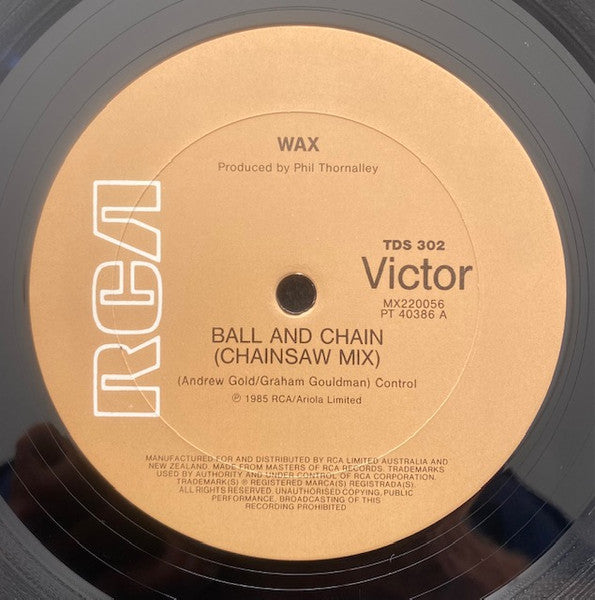 WAX
Produced by Phil Thornalley
RCA
TDS 302
Victor
MX220056
PT 40386 A
BALL AND CHAIN
(CHAINSAW MIX)
(Andrew Gold/Graham Gouldman) Control
℗ 1985 RCA/Ariola Limited
MANUFACTURED FOR AND DISTRIBUTED BY RCA LIMITED AUSTRALIA AND
NEW ZEALAND. MADE FROM MASTERS OF RCA RECORDS. TRADEMARKS
USED BY AUTHORITY AND UNDER CONTROL OF RCA CORPORATION.
TRADEMARK(S) ® REGISTERED MARCA(S) REGISTRADA(S).
ALL RIGHTS RESERVED. UNAUTHORISED COPYING, PUBLIC
PERFORMANCE, BROADCASTING OF THIS
RECORDING PROHIBITED